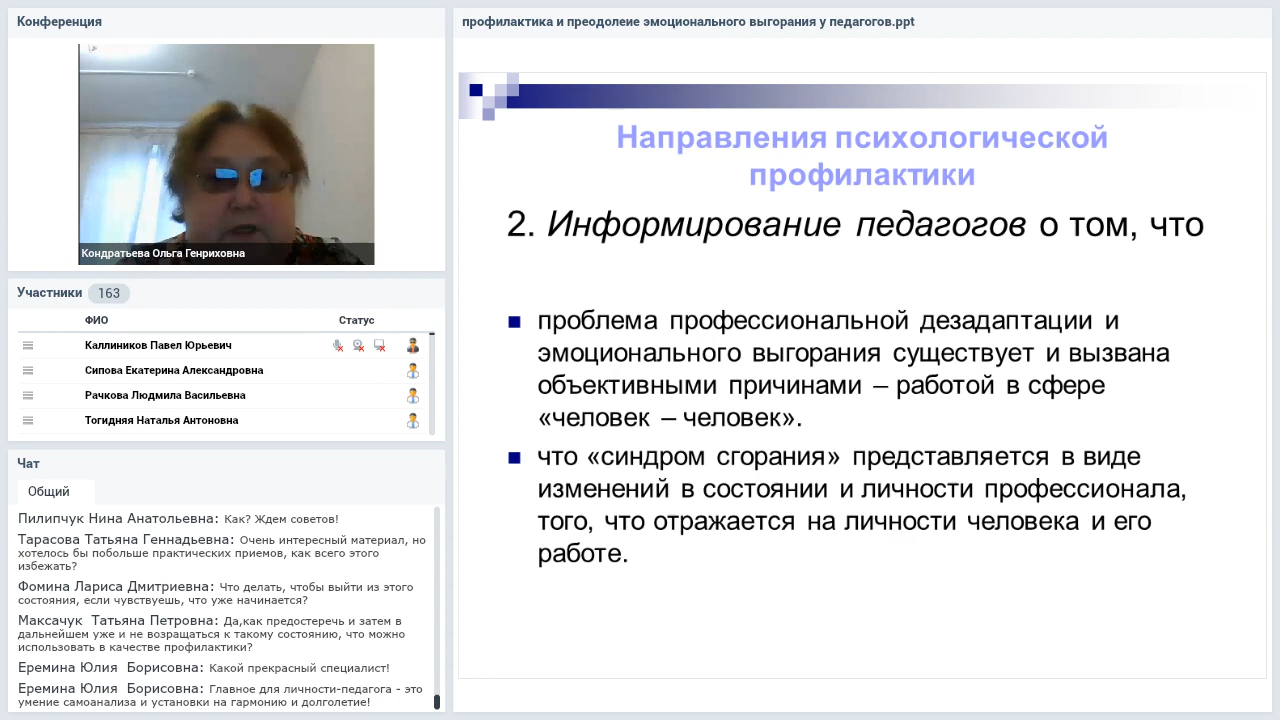 Конференция
Кондратьева Ольга Генриховна
Участники 163
ФИО Статус
Каллиников Павел Юрьевич
Сипова Екатерина Александровна
Рачкова Людмила Васильевна
Тогидняя Наталья Антоновна
Чат
Общий
Пилипчук Нина Анатольевна: Как? Ждем советов!
Тарасова Татьяна Геннадьевна: Очень интересный материал, но
хотелось бы побольше практических приемов, как всего этого
избежать?
Фомина Лариса Дмитриевна: Что делать, чтобы выйти из этого
состояния, если чувствуешь, что уже начинается?
Максачук Татьяна Петровна: Да,как предостеречь и затем в
дальнейшем уже и не возращаться к такому состоянию, что можно
использовать в качестве профилактики?
Еремина Юлия Борисовна: Какой прекрасный специалист!
Еремина Юлия Борисовна: Главное для личности-педагога - это
умение самоанализа и установки на гармонию и долголетие!
профилактика и преодолеие эмоционального выгорания у педагогов.ppt
Направления психологической
профилактики
2. Информирование педагогов о том, что
проблема профессиональной дезадаптации и
эмоционального выгорания существует и вызвана
объективными причинами – работой в сфере
«человек – человек».
что «синдром сгорания» представляется в виде
изменений в состоянии и личности профессионала,
того, что отражается на личности человека и его
работе.